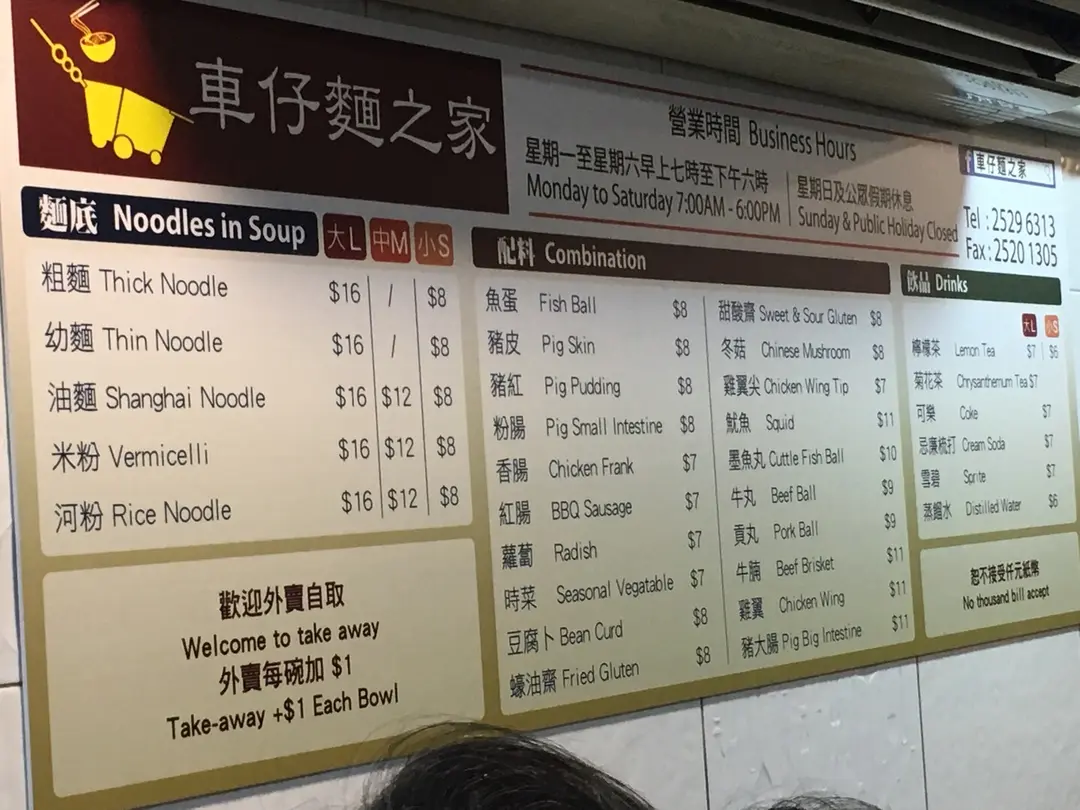 車仔麵之家
營業時間 Business Hours
星期一至星期六早上七時至下午六時
Monday to Saturday 7:00AM - 6:00PM
星期日及公眾假期休息
Sunday & Public Holiday Closed
f 車仔麵之家
Tel : 2529 6313
Fax : 2520 1305
麵底 Noodles in Soup 大L 中M 小S
粗麵 Thick Noodle $16 / $8
幼麵 Thin Noodle $16 / $8
油麵 Shanghai Noodle $16 $12 $8
米粉 Vermicelli $16 $12 $8
河粉 Rice Noodle $16 $12 $8
歡迎外賣自取
Welcome to take away
外賣每碗加 $1
Take-away +$1 Each Bowl
配料 Combination
魚蛋 Fish Ball $8
豬皮 Pig Skin $8
豬紅 Pig Pudding $8
粉腸 Pig Small Intestine $8
香腸 Chicken Frank $7
紅腸 BBQ Sausage $7
蘿蔔 Radish $7
時菜 Seasonal Vegatable $7
豆腐卜 Bean Curd $8
蠔油齋 Fried Gluten $8
甜酸齋 Sweet & Sour Gluten $8
冬菇 Chinese Mushroom $8
雞翼尖 Chicken Wing Tip $7
魷魚 Squid $11
墨魚丸 Cuttle Fish Ball $10
牛丸 Beef Ball $9
貢丸 Pork Ball $9
牛腩 Beef Brisket $11
雞翼 Chicken Wing $11
豬大腸 Pig Big Intestine $11
飲品 Drinks
大L 小S
檸檬茶 Lemon Tea $7 $6
菊花茶 Chrysanthemum Tea $7
可樂 Coke $7
忌廉梳打 Cream Soda $7
雪碧 Sprite $7
蒸餾水 Distilled Water $6
恕不接受仟元紙幣
No thousand bill accept